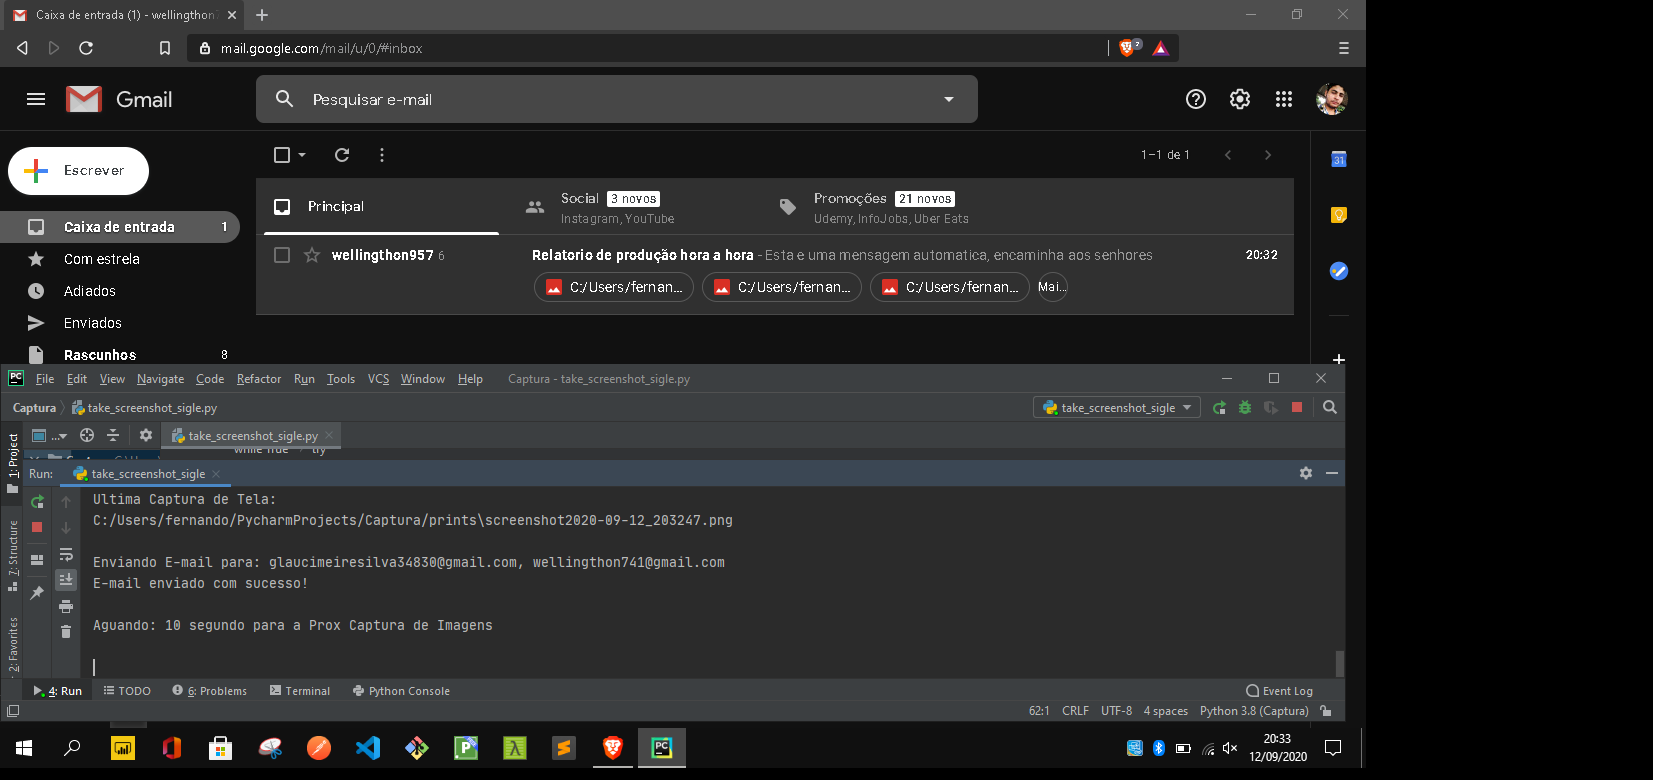 Caixa de entrada (1) - wellingthon
mail.google.com/mail/u/0/#inbox
Gmail
Pesquisar e-mail
Escrever
1–1 de 1
Principal
Social 3 novos
Instagram, YouTube
Promoções 21 novos
Udemy, InfoJobs, Uber Eats
Caixa de entrada 1
Com estrela
Adiados
Enviados
Rascunhos 8
wellingthon957 6 Relatorio de produção hora a hora - Esta e uma mensagem automatica, encaminha aos senhores 20:32
C:/Users/fernan... C:/Users/fernan... C:/Users/fernan... Mai...
31
PC File Edit View Navigate Code Refactor Run Tools VCS Window Help Captura - take_screenshot_sigle.py
Captura take_screenshot_sigle.py take_screenshot_sigle
... take_screenshot_sigle.py
while True try
1: Project
7: Structure
2: Favorites
Run: take_screenshot_sigle
Ultima Captura de Tela:
C:/Users/fernando/PycharmProjects/Captura/prints\screenshot2020-09-12_203247.png
Enviando E-mail para: glaucimeiresilva34830@gmail.com, wellingthon741@gmail.com
E-mail enviado com sucesso!
Aguando: 10 segundo para a Prox Captura de Imagens
4: Run TODO 6: Problems Terminal Python Console Event Log
62:1 CRLF UTF-8 4 spaces Python 3.8 (Captura)
PC
20:33
12/09/2020